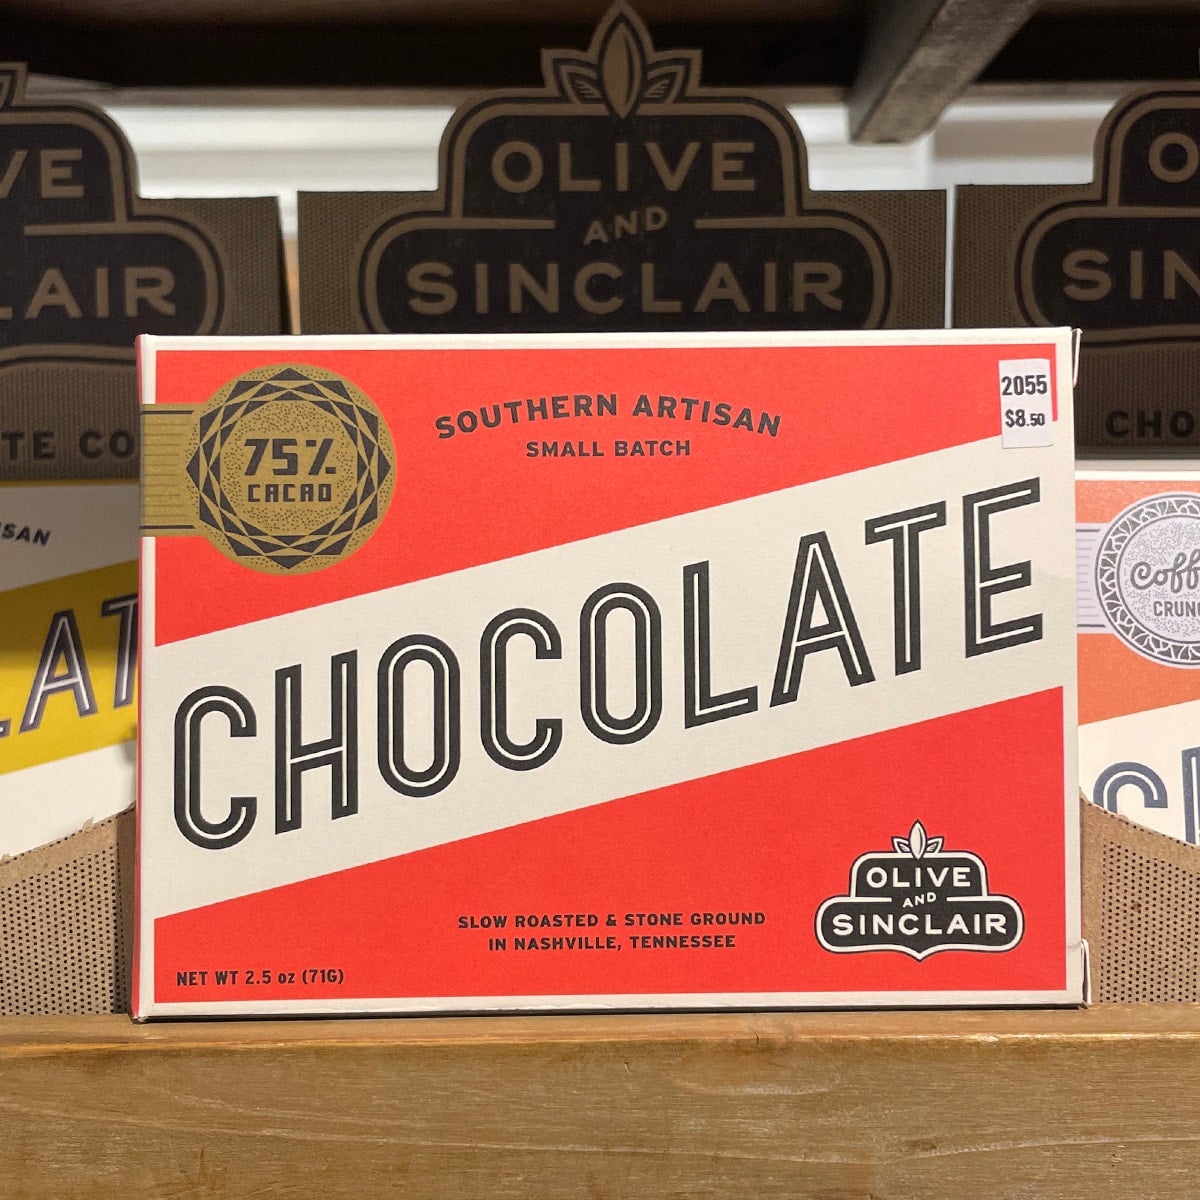 OLIVE
AND
SINCLAIR
75%
CACAO
SOUTHERN ARTISAN
SMALL BATCH
2055
$8.50
CHOCOLATE
SLOW ROASTED & STONE GROUND
IN NASHVILLE, TENNESSEE
NET WT 2.5 oz (71G)
OLIVE
AND
SINCLAIR